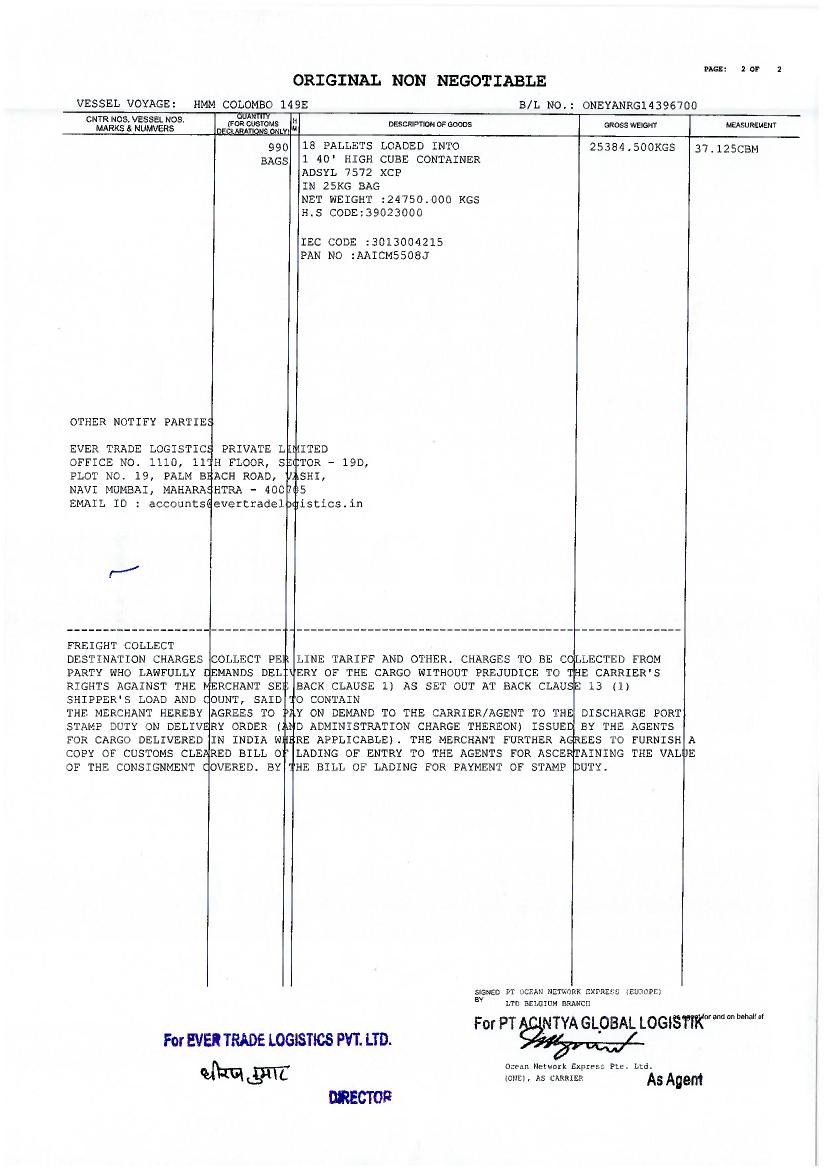 PAGE: 2 OF 2
ORIGINAL NON NEGOTIABLE
VESSEL VOYAGE: HMM COLOMBO 149E B/L NO.: ONEYANRG14396700
CNTR NOS. VESSEL NOS. MARKS & NUMVERS
QUANTITY (FOR CUSTOMS DECLARATIONS ONLY)
H M
DESCRIPTION OF GOODS
GROSS WEIGHT
MEASUREMENT
990 18 PALLETS LOADED INTO 25384.500KGS 37.125CBM
BAGS 1 40' HIGH CUBE CONTAINER
ADSYL 7572 XCP
IN 25KG BAG
NET WEIGHT :24750.000 KGS
H.S CODE:39023000
IEC CODE :3013004215
PAN NO :AAICM5508J
OTHER NOTIFY PARTIES
EVER TRADE LOGISTICS PRIVATE LIMITED
OFFICE NO. 1110, 11TH FLOOR, SECTOR - 19D,
PLOT NO. 19, PALM BEACH ROAD, VASHI,
NAVI MUMBAI, MAHARASHTRA - 400705
EMAIL ID : accounts@evertradelogistics.in
FREIGHT COLLECT
DESTINATION CHARGES COLLECT PER LINE TARIFF AND OTHER. CHARGES TO BE COLLECTED FROM
PARTY WHO LAWFULLY DEMANDS DELIVERY OF THE CARGO WITHOUT PREJUDICE TO THE CARRIER'S
RIGHTS AGAINST THE MERCHANT SEE BACK CLAUSE 1) AS SET OUT AT BACK CLAUSE 13 (1)
SHIPPER'S LOAD AND COUNT, SAID TO CONTAIN
THE MERCHANT HEREBY AGREES TO PAY ON DEMAND TO THE CARRIER/AGENT TO THE DISCHARGE PORT
STAMP DUTY ON DELIVERY ORDER (AND ADMINISTRATION CHARGE THEREON) ISSUED BY THE AGENTS
FOR CARGO DELIVERED IN INDIA WHERE APPLICABLE). THE MERCHANT FURTHER AGREES TO FURNISH A
COPY OF CUSTOMS CLEARED BILL OF LADING OF ENTRY TO THE AGENTS FOR ASCERTAINING THE VALUE
OF THE CONSIGNMENT COVERED. BY THE BILL OF LADING FOR PAYMENT OF STAMP DUTY.
SIGNED BY PT OCEAN NETWORK EXPRESS (EUROPE)
LTD BELGIUM BRANCH
for and on behalf of
For PT ACINTYA GLOBAL LOGISTIK
For EVER TRADE LOGISTICS PVT. LTD.
Ocean Network Express Pte. Ltd.
(ONE), AS CARRIER
As Agent
DIRECTOR